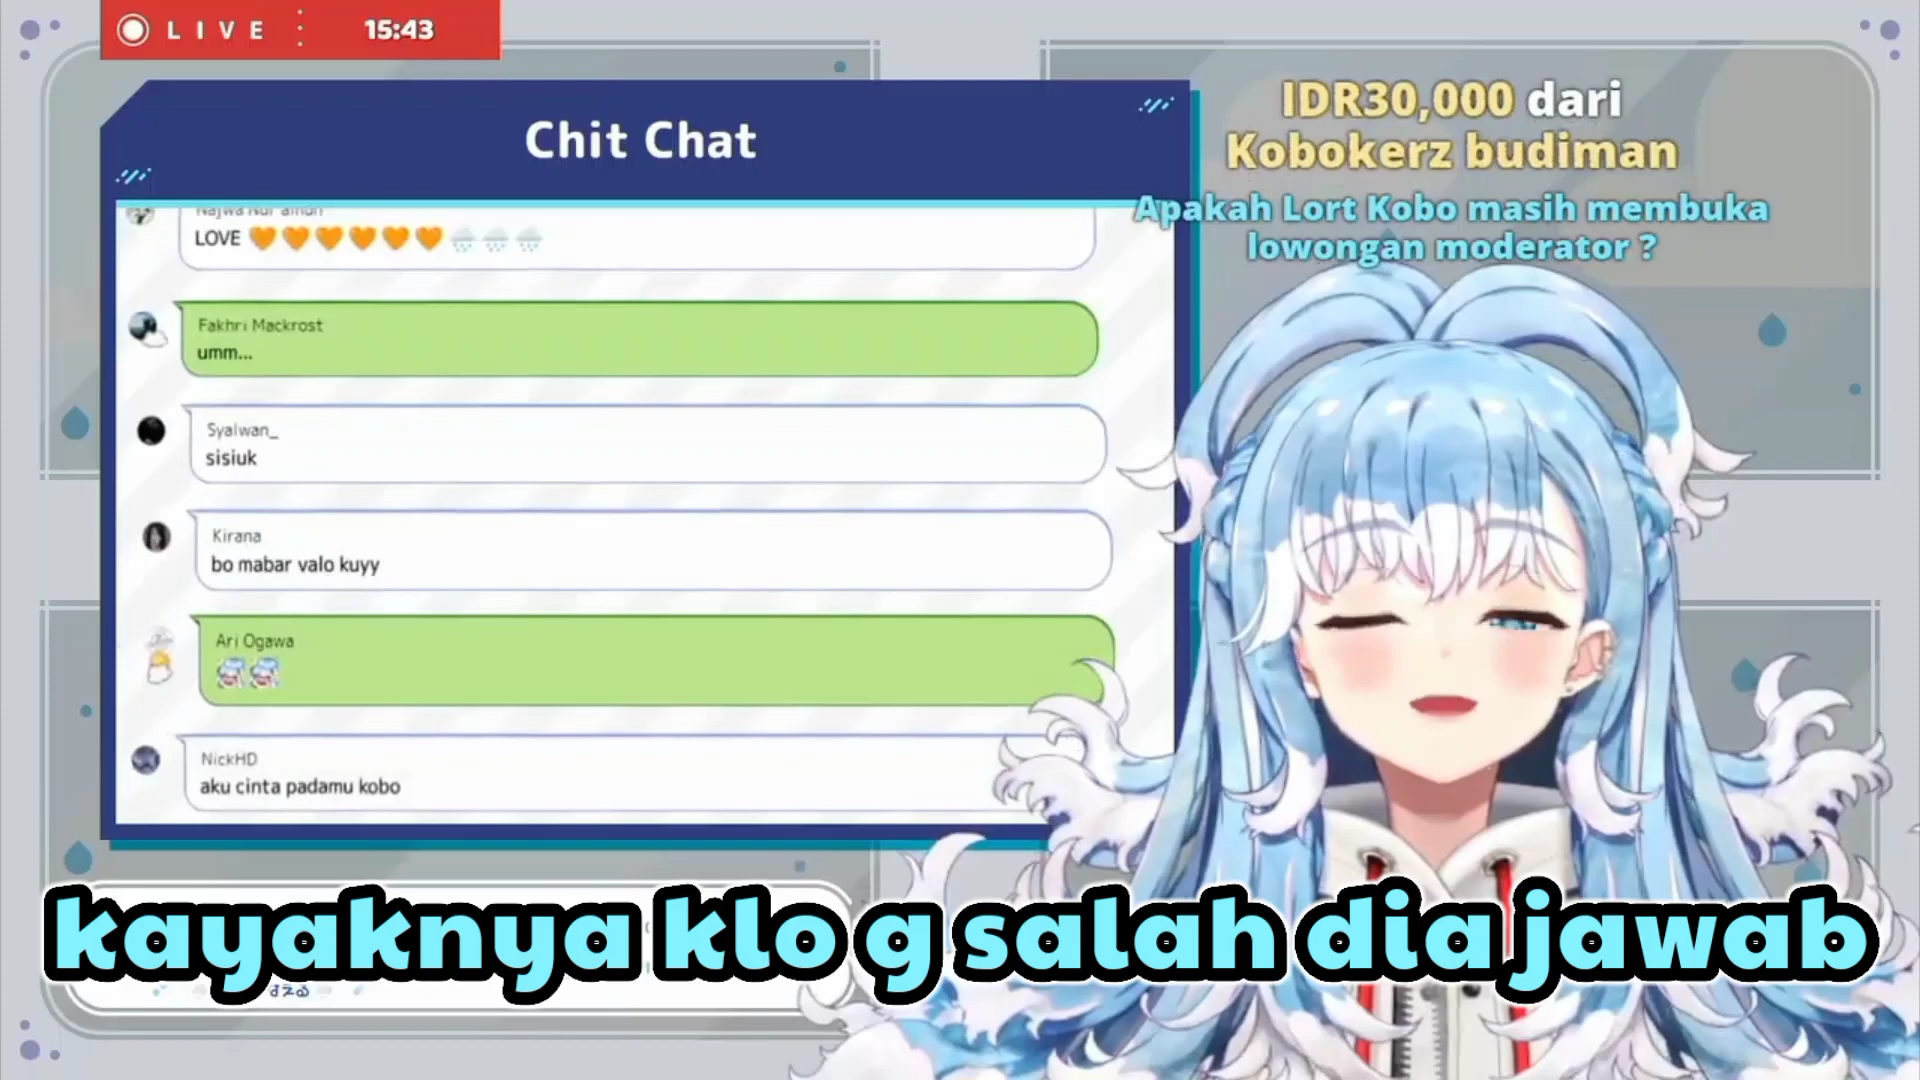 LIVE
15:43
Chit Chat
IDR30,000 dari
Kobokerz budiman
Apakah Lort Kobo masih membuka
lowongan moderator ?
Najwa Nur
LOVE 🧡🧡🧡🧡🧡🧡🌧️🌧️🌧️
Fakhri Mackrost
umm...
Syalwan_
sisiuk
Kirana
bo mabar valo kuyy
Ari Ogawa
NickHD
aku cinta padamu kobo
kayaknya klo g salah dia jawab